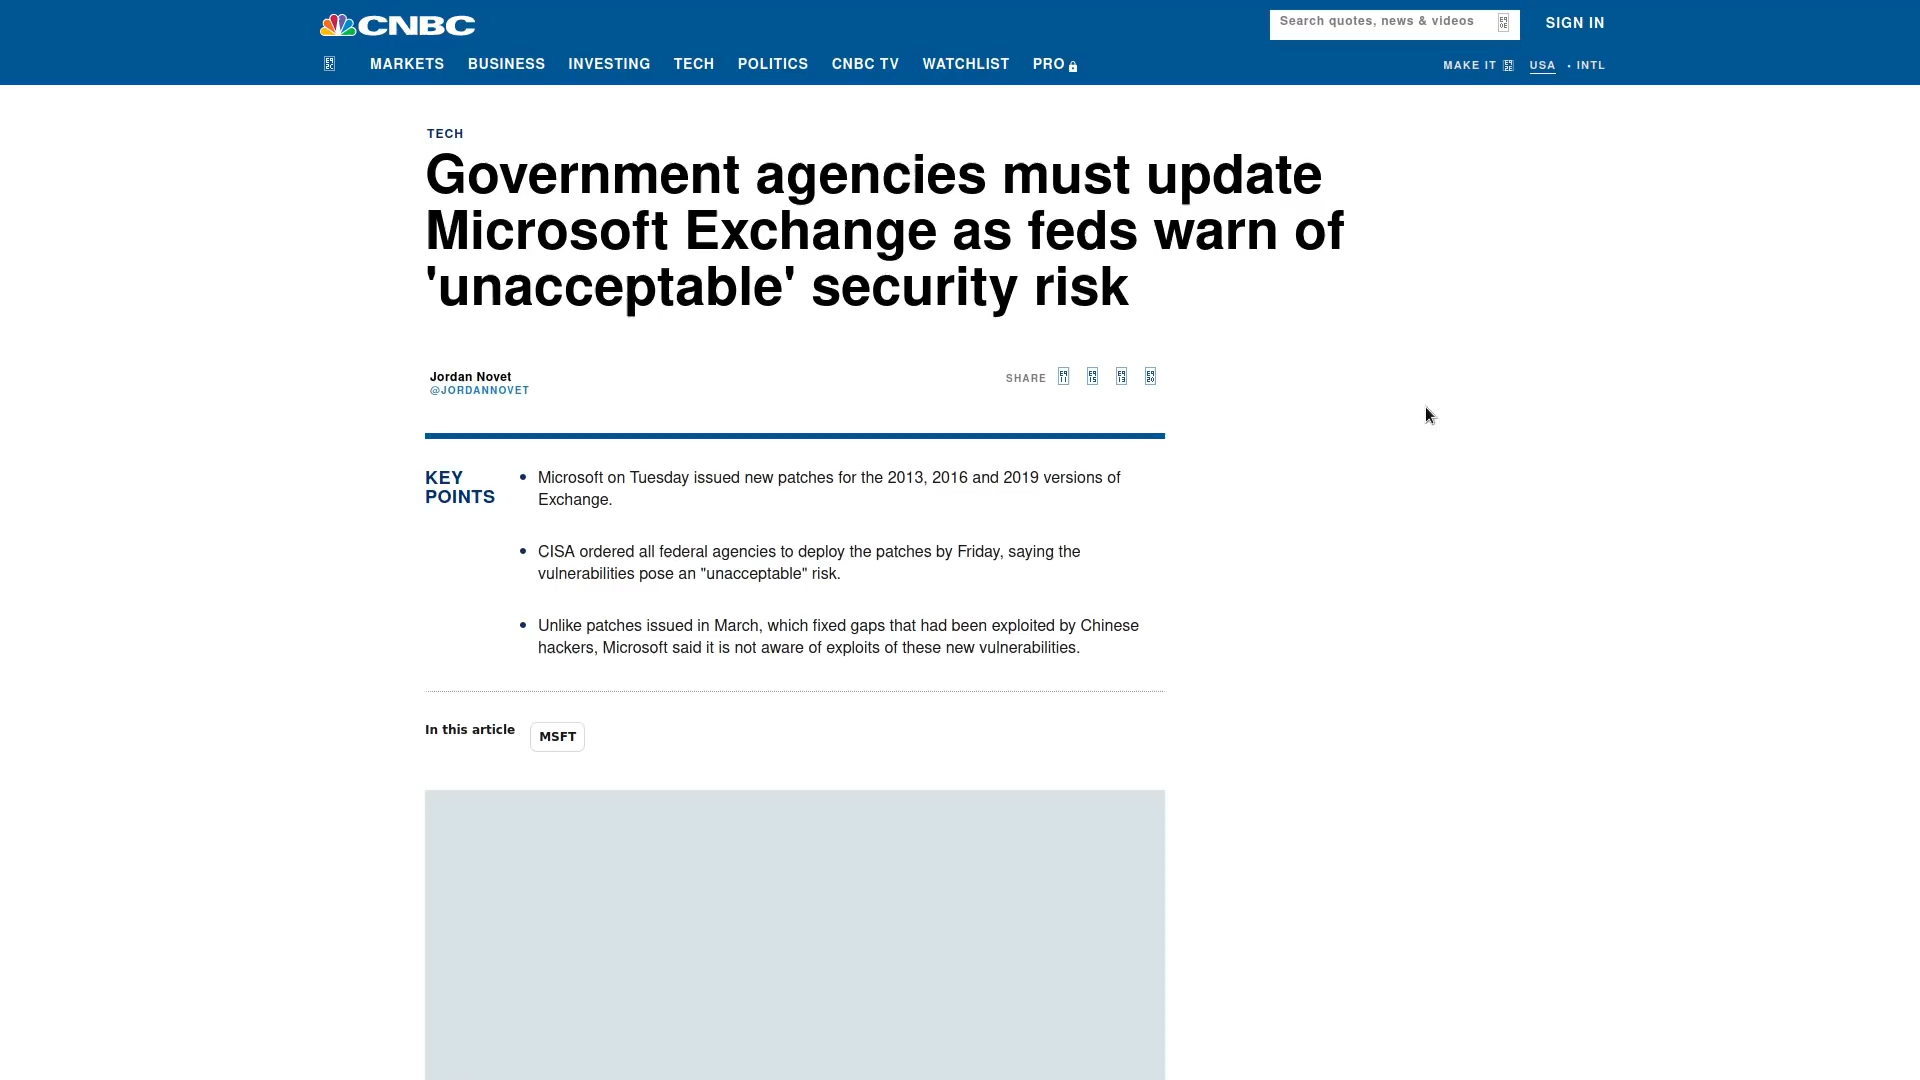 CNBC
Search quotes, news & videos
SIGN IN
MARKETS BUSINESS INVESTING TECH POLITICS CNBC TV WATCHLIST PRO
MAKE IT USA • INTL
TECH
Government agencies must update
Microsoft Exchange as feds warn of
'unacceptable' security risk
Jordan Novet
@JORDANNOVET
SHARE
KEY
POINTS
• Microsoft on Tuesday issued new patches for the 2013, 2016 and 2019 versions of
Exchange.
• CISA ordered all federal agencies to deploy the patches by Friday, saying the
vulnerabilities pose an "unacceptable" risk.
• Unlike patches issued in March, which fixed gaps that had been exploited by Chinese
hackers, Microsoft said it is not aware of exploits of these new vulnerabilities.
In this article
MSFT